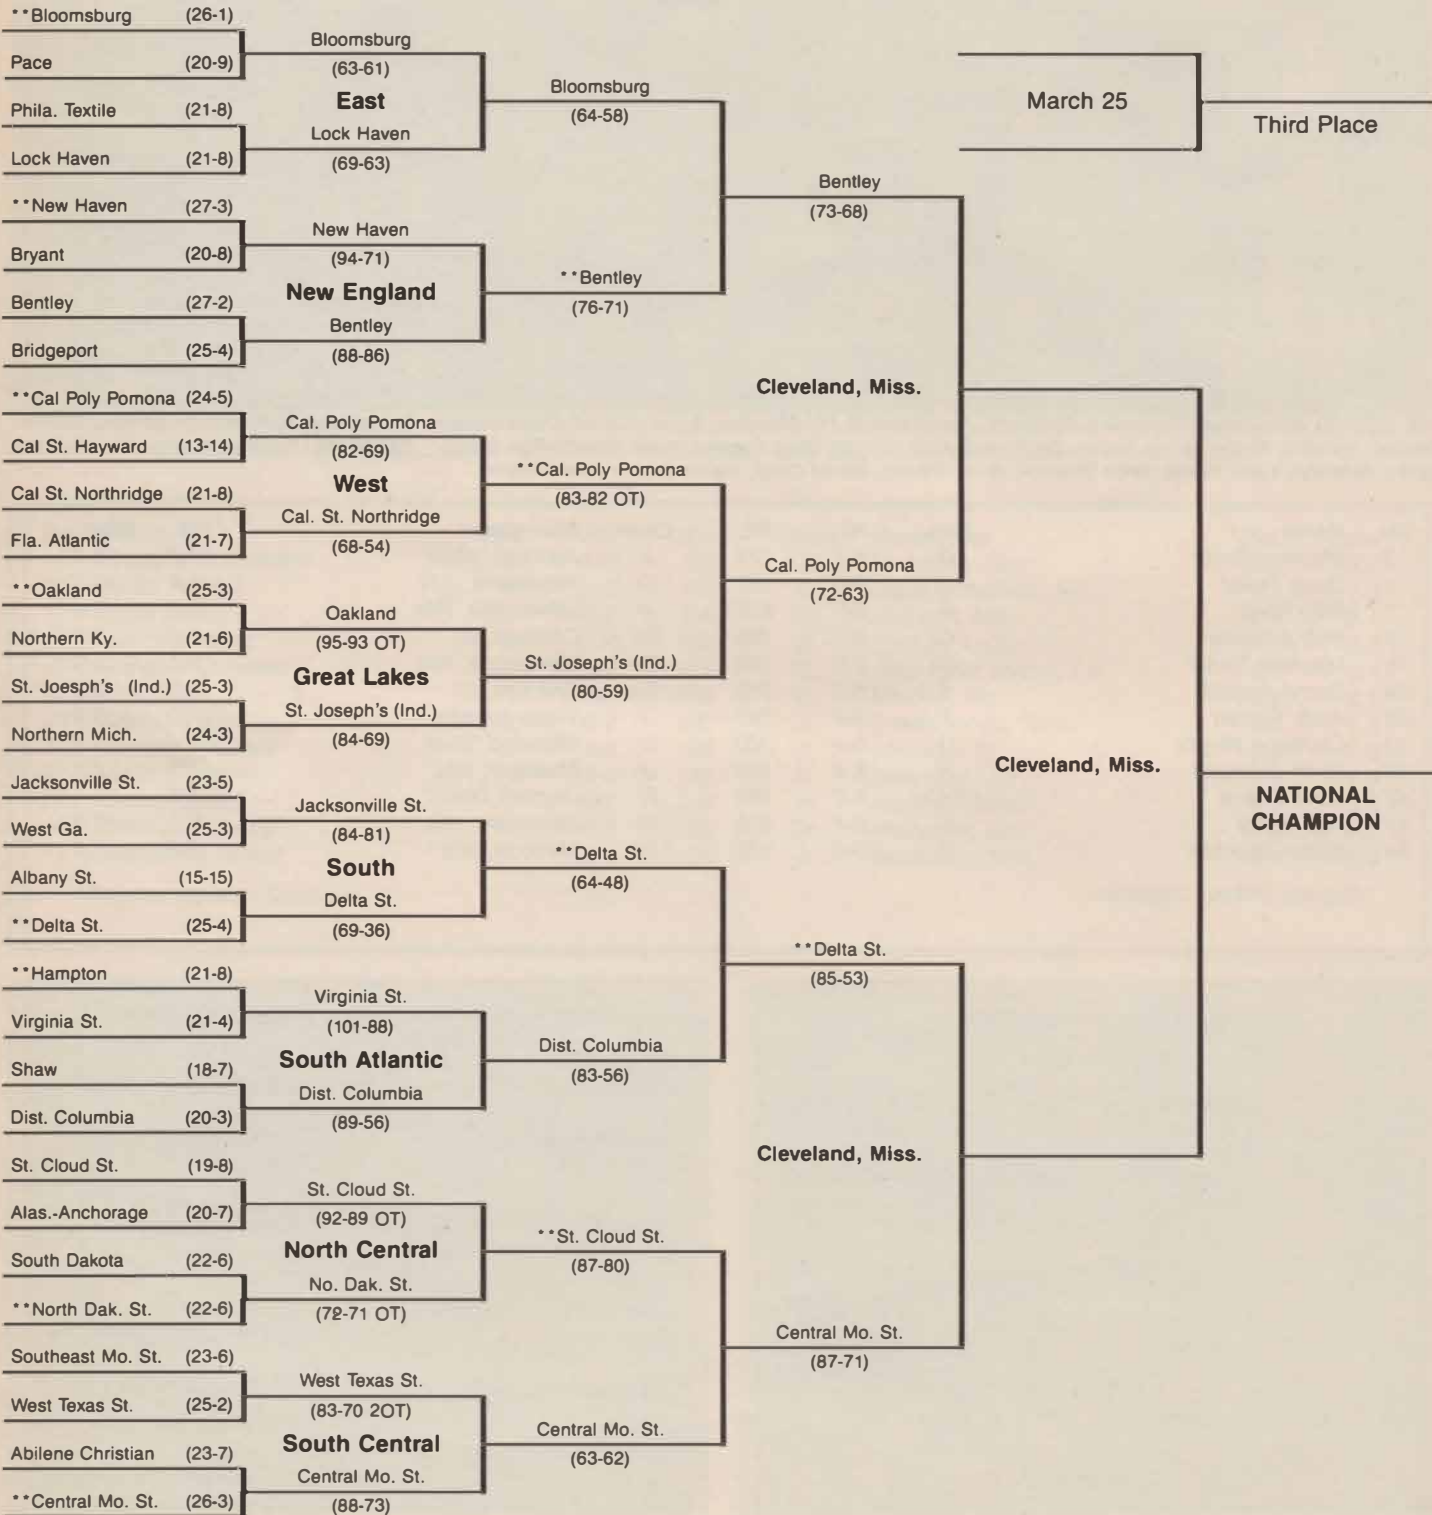 **Bloomsburg (26-1)
Pace (20-9)
Phila. Textile (21-8)
Lock Haven (21-8)
**New Haven (27-3)
Bryant (20-8)
Bentley (27-2)
Bridgeport (25-4)
**Cal Poly Pomona (24-5)
Cal St. Hayward (13-14)
Cal St. Northridge (21-8)
Fla. Atlantic (21-7)
**Oakland (25-3)
Northern Ky. (21-6)
St. Joesph's (Ind.) (25-3)
Northern Mich. (24-3)
Jacksonville St. (23-5)
West Ga. (25-3)
Albany St. (15-15)
**Delta St. (25-4)
**Hampton (21-8)
Virginia St. (21-4)
Shaw (18-7)
Dist. Columbia (20-3)
St. Cloud St. (19-8)
Alas.-Anchorage (20-7)
South Dakota (22-6)
**North Dak. St. (22-6)
Southeast Mo. St. (23-6)
West Texas St. (25-2)
Abilene Christian (23-7)
**Central Mo. St. (26-3)
Bloomsburg
(63-61)
East
Lock Haven
(69-63)
New Haven
(94-71)
New England
Bentley
(88-86)
Cal. Poly Pomona
(82-69)
West
Cal. St. Northridge
(68-54)
Oakland
(95-93 OT)
Great Lakes
St. Joseph's (Ind.)
(84-69)
Jacksonville St.
(84-81)
South
Delta St.
(69-36)
Virginia St.
(101-88)
South Atlantic
Dist. Columbia
(89-56)
St. Cloud St.
(92-89 OT)
North Central
No. Dak. St.
(72-71 OT)
West Texas St.
(83-70 2OT)
South Central
Central Mo. St.
(88-73)
Bloomsburg
(64-58)
**Bentley
(76-71)
**Cal. Poly Pomona
(83-82 OT)
St. Joseph's (Ind.)
(80-59)
**Delta St.
(64-48)
Dist. Columbia
(83-56)
**St. Cloud St.
(87-80)
Central Mo. St.
(63-62)
Bentley
(73-68)
Cleveland, Miss.
Cal. Poly Pomona
(72-63)
**Delta St.
(85-53)
Cleveland, Miss.
Central Mo. St.
(87-71)
March 25
Third Place
Cleveland, Miss.
NATIONAL
CHAMPION